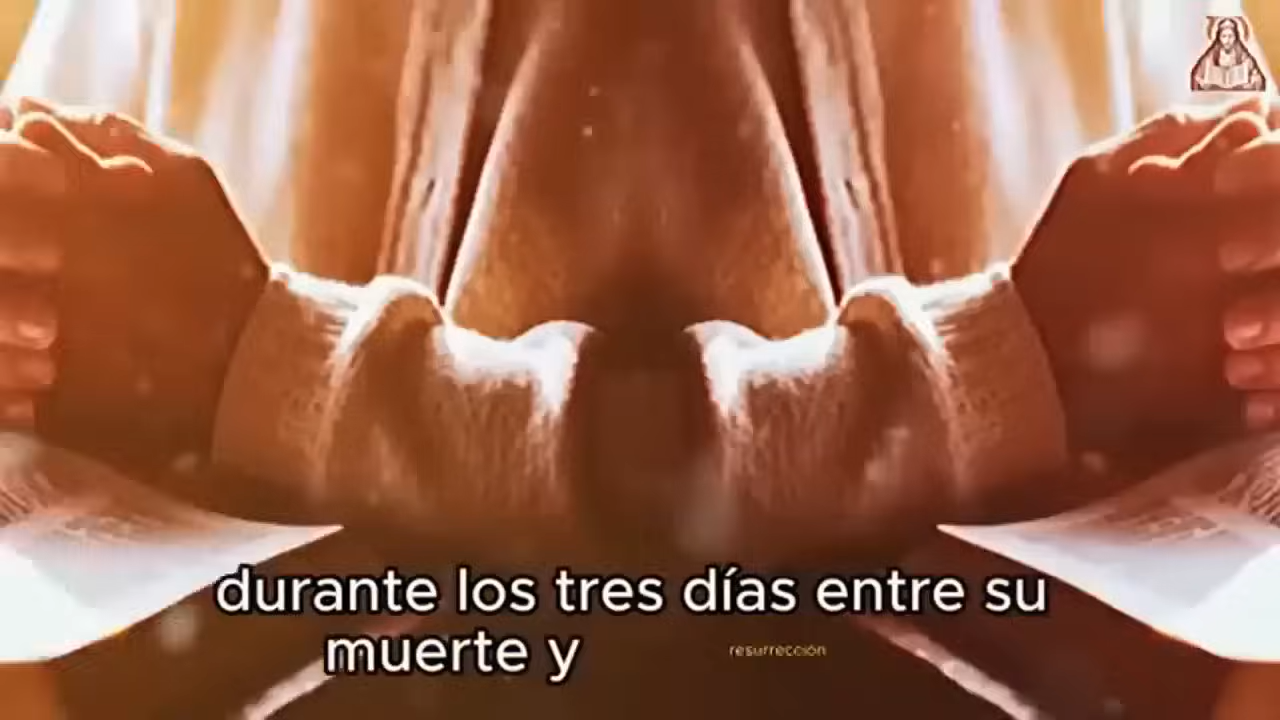 durante los tres días entre su
muerte y resurrección